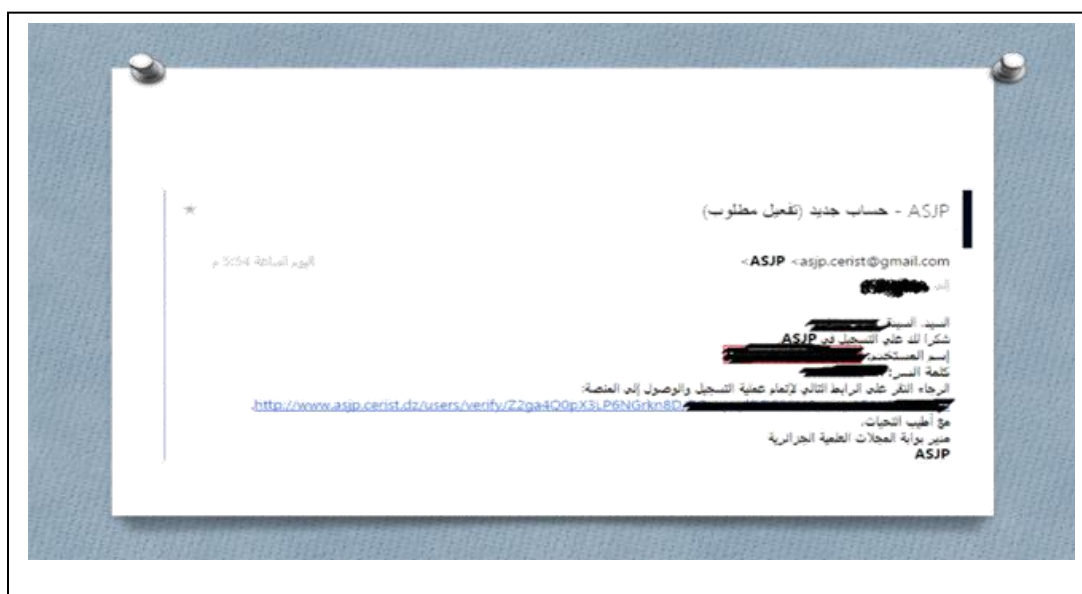 ASJP - حساب جديد (تفعيل مطلوب)
اليوم الساعة 5:54 م
ASJP <asjp.cerist@gmail.com>
إلى
السيد، السيدة
شكرا لك على التسجيل في ASJP
إسم المستخدم:
كلمة السر:
الرجاء النقر على الرابط التالي لإتمام عملية التسجيل والوصول إلى المنصة:
http://www.asjp.cerist.dz/users/verify/Z2ga4Q0pX3LP6NGrkn8D
مع أطيب التحيات،
مدير بوابة المجلات العلمية الجزائرية
ASJP